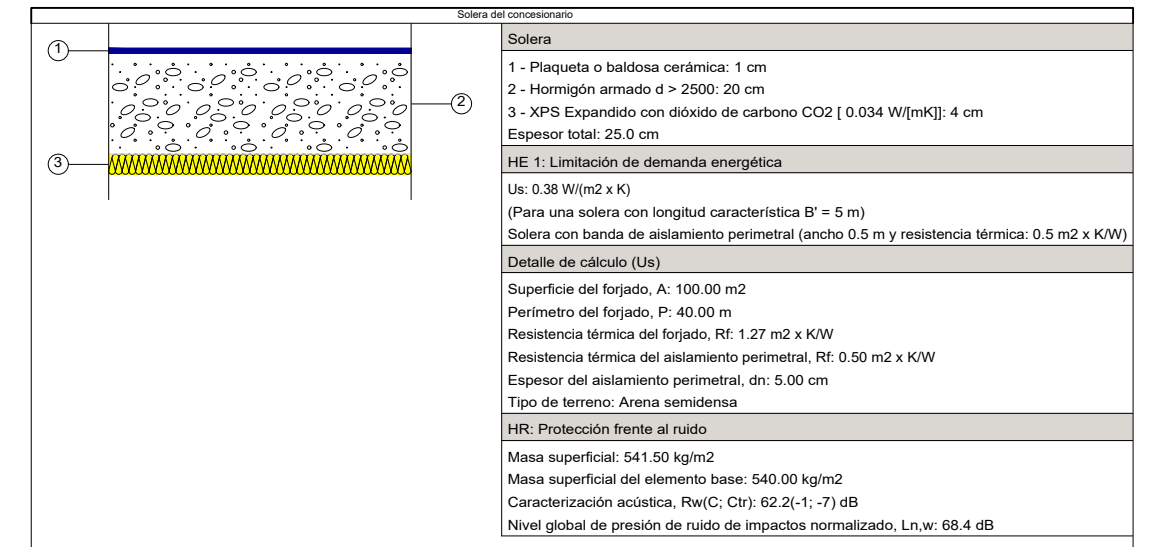 Solera del concesionario
1
2
3
Solera
1 - Plaqueta o baldosa cerámica: 1 cm
2 - Hormigón armado d > 2500: 20 cm
3 - XPS Expandido con dióxido de carbono CO2 [ 0.034 W/[mK]]: 4 cm
Espesor total: 25.0 cm
HE 1: Limitación de demanda energética
Us: 0.38 W/(m2 x K)
(Para una solera con longitud característica B' = 5 m)
Solera con banda de aislamiento perimetral (ancho 0.5 m y resistencia térmica: 0.5 m2 x K/W)
Detalle de cálculo (Us)
Superficie del forjado, A: 100.00 m2
Perímetro del forjado, P: 40.00 m
Resistencia térmica del forjado, Rf: 1.27 m2 x K/W
Resistencia térmica del aislamiento perimetral, Rf: 0.50 m2 x K/W
Espesor del aislamiento perimetral, dn: 5.00 cm
Tipo de terreno: Arena semidensa
HR: Protección frente al ruido
Masa superficial: 541.50 kg/m2
Masa superficial del elemento base: 540.00 kg/m2
Caracterización acústica, Rw(C; Ctr): 62.2(-1; -7) dB
Nivel global de presión de ruido de impactos normalizado, Ln,w: 68.4 dB